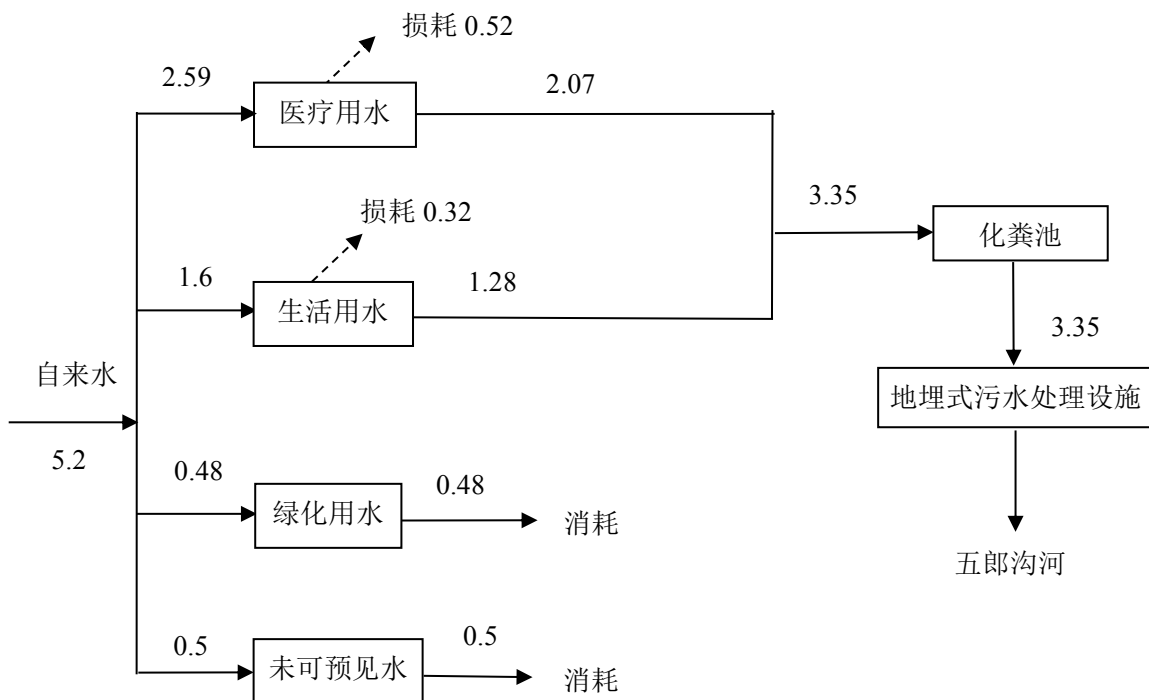 损耗 0.52
2.59
医疗用水
2.07
损耗 0.32
3.35
化粪池
1.6
生活用水
1.28
3.35
自来水
5.2
地埋式污水处理设施
0.48
绿化用水
0.48
消耗
五郎沟河
0.5
未可预见水
0.5
消耗